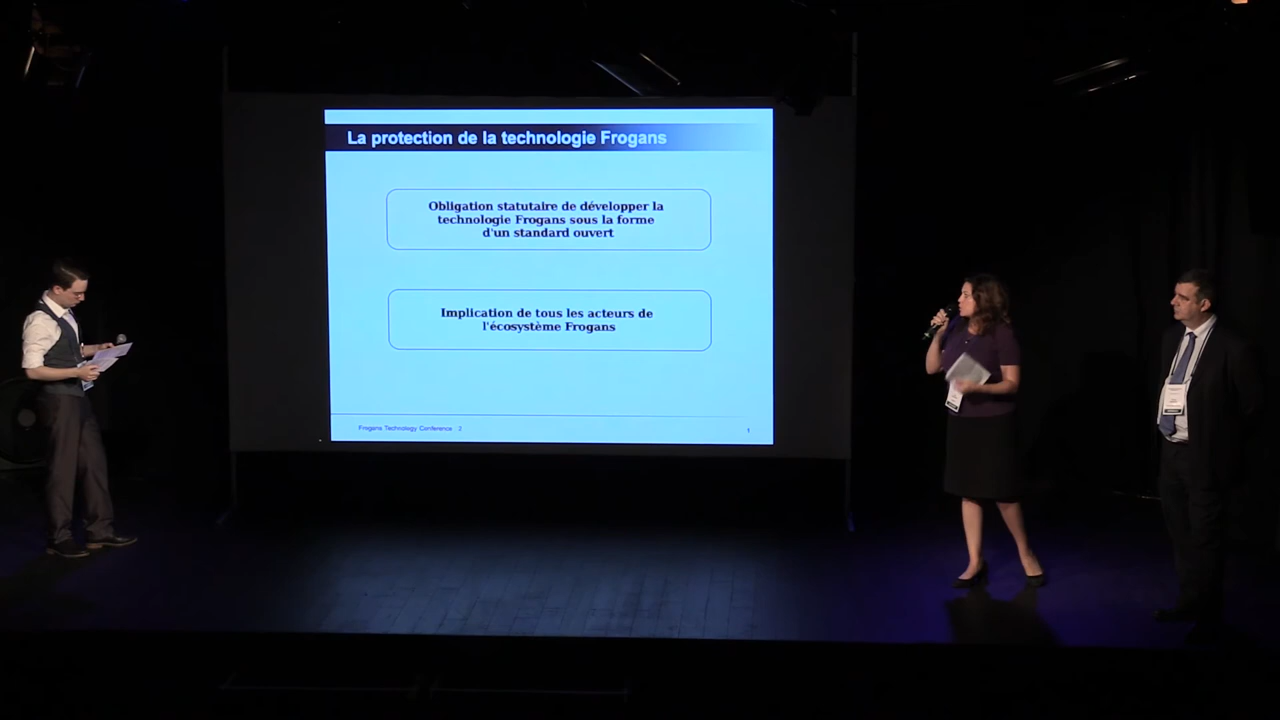 La protection de la technologie Frogans
Obligation statutaire de développer la
technologie Frogans sous la forme
d'un standard ouvert
Implication de tous les acteurs de
l'écosystème Frogans
Frogans Technology Conference 2
1